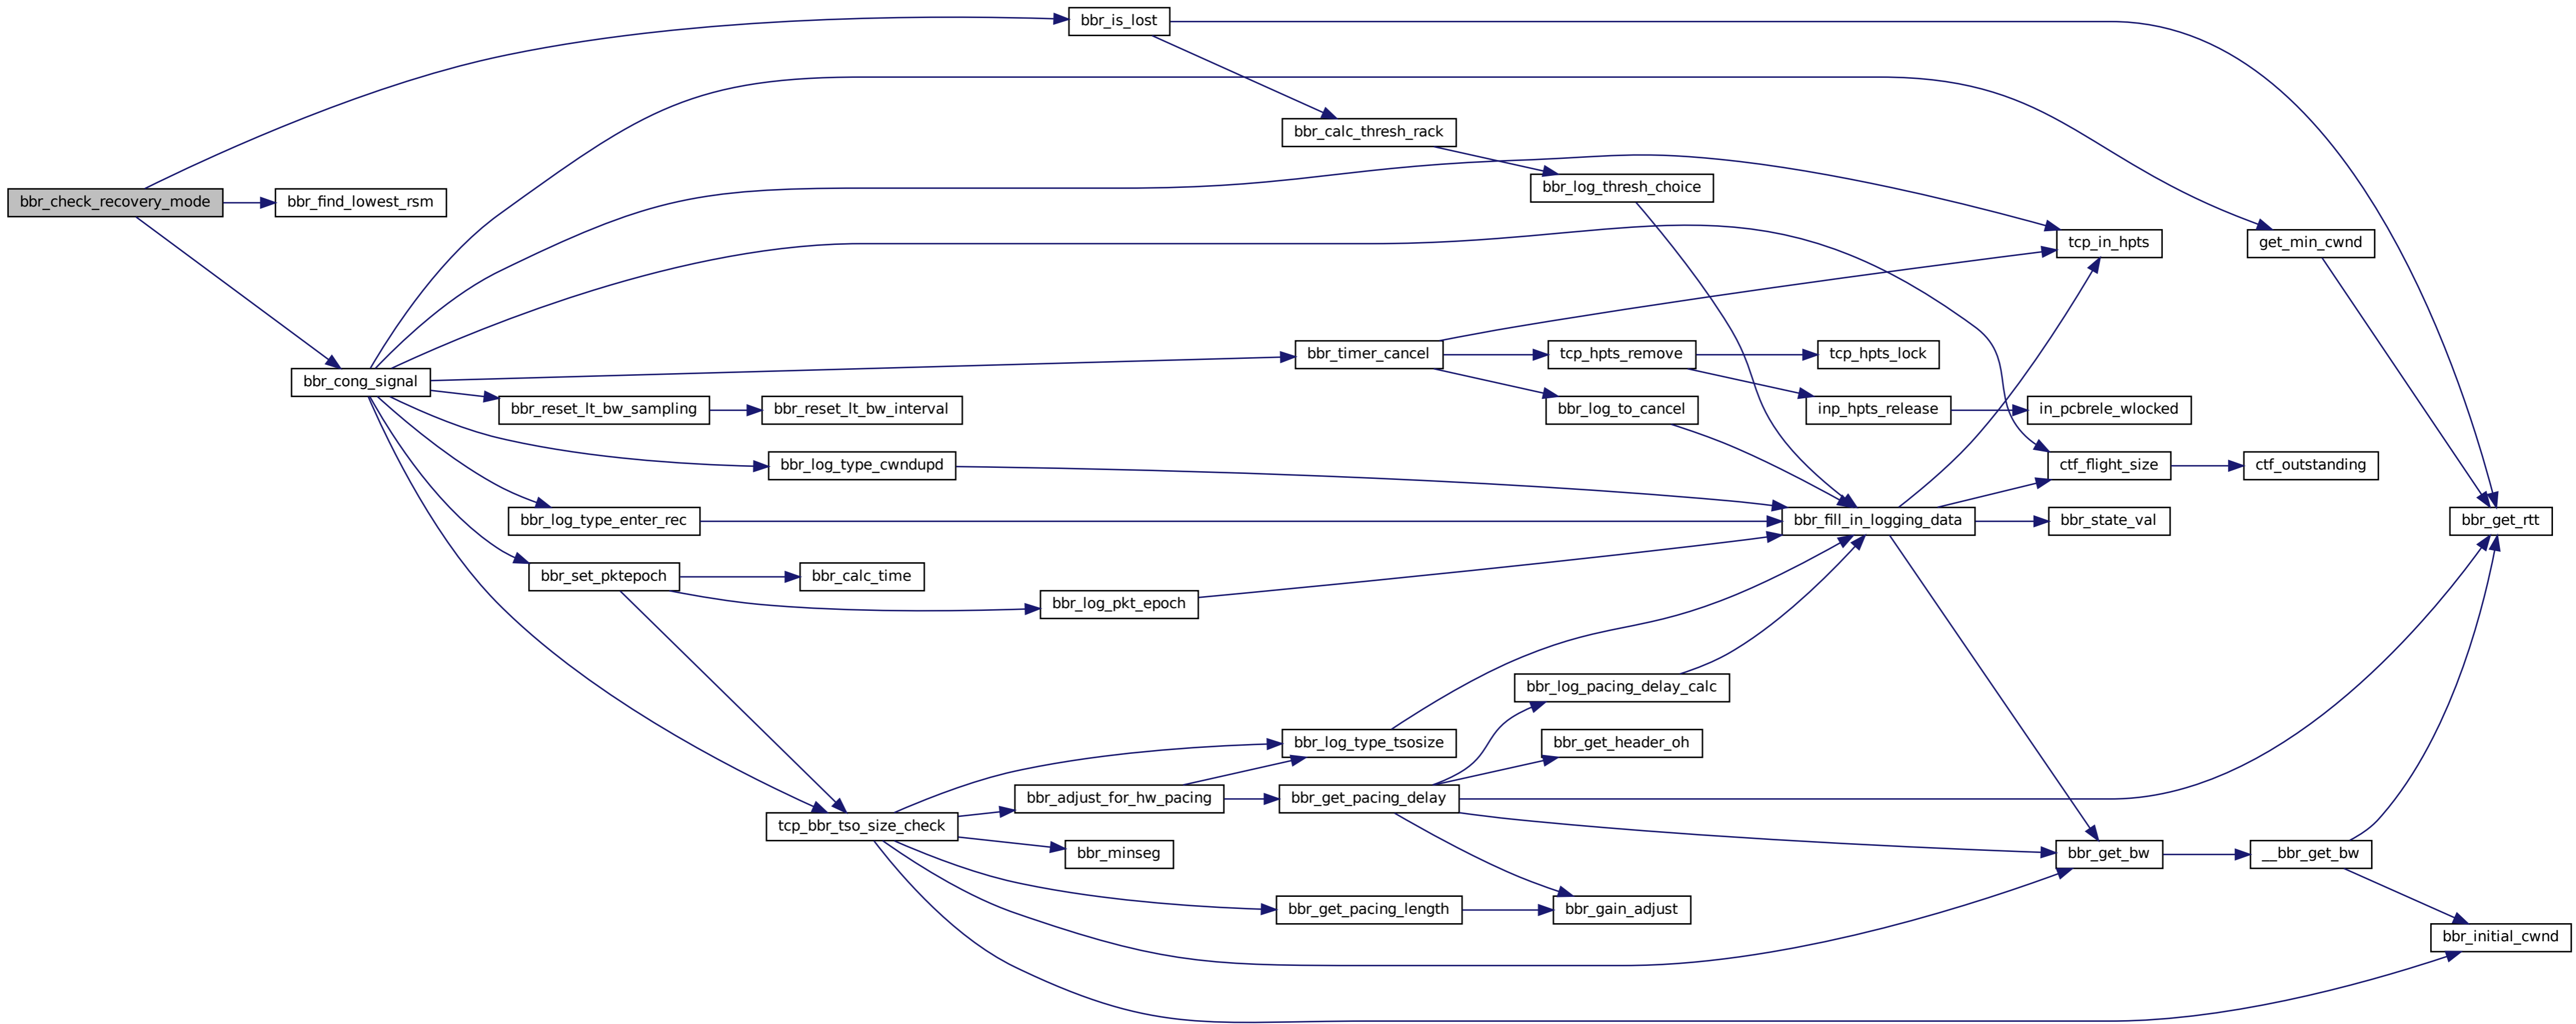 bbr_is_lost
bbr_calc_thresh_rack
bbr_log_thresh_choice
bbr_check_recovery_mode
bbr_find_lowest_rsm
tcp_in_hpts
get_min_cwnd
bbr_timer_cancel
tcp_hpts_remove
tcp_hpts_lock
bbr_cong_signal
bbr_reset_lt_bw_sampling
bbr_reset_lt_bw_interval
bbr_log_to_cancel
inp_hpts_release
in_pcbrele_wlocked
bbr_log_type_cwndupd
ctf_flight_size
ctf_outstanding
bbr_log_type_enter_rec
bbr_fill_in_logging_data
bbr_state_val
bbr_get_rtt
bbr_set_pktepoch
bbr_calc_time
bbr_log_pkt_epoch
bbr_log_pacing_delay_calc
bbr_log_type_tsosize
bbr_get_header_oh
bbr_adjust_for_hw_pacing
bbr_get_pacing_delay
tcp_bbr_tso_size_check
bbr_minseg
bbr_get_bw
__bbr_get_bw
bbr_get_pacing_length
bbr_gain_adjust
bbr_initial_cwnd